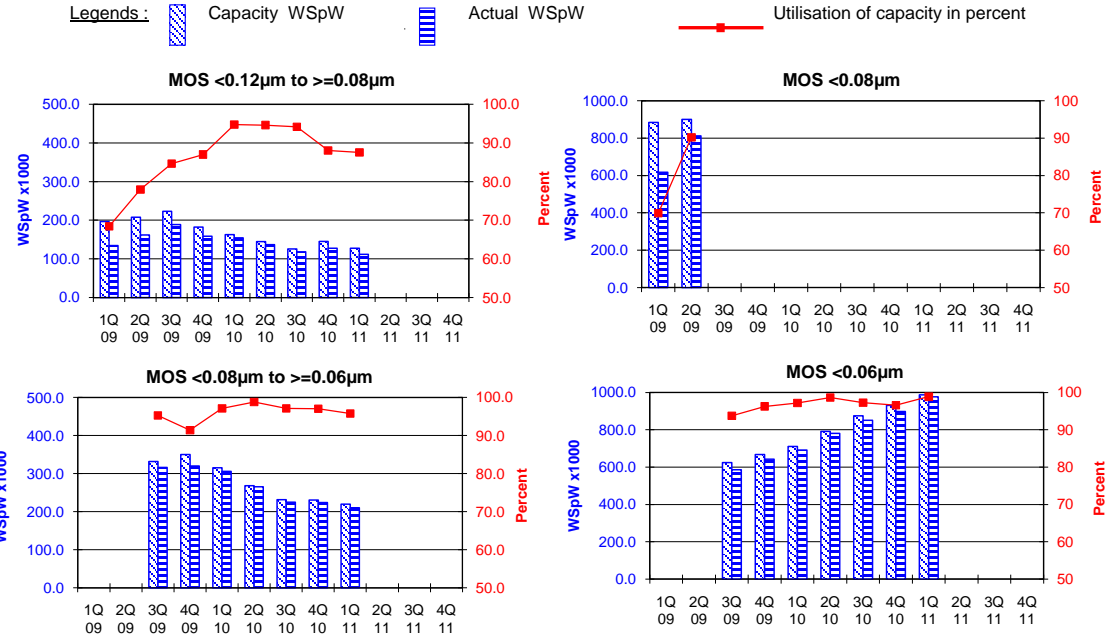 Legends : Capacity WSpW Actual WSpW Utilisation of capacity in percent
MOS <0.12µm to >=0.08µm
500.0
400.0
300.0
200.0
100.0
0.0
WSpW x1000
100.0
90.0
80.0
70.0
60.0
50.0
Percent
1Q 2Q 3Q 4Q 1Q 2Q 3Q 4Q 1Q 2Q 3Q 4Q
09 09 09 09 10 10 10 10 11 11 11 11
MOS <0.08µm
1000.0
800.0
600.0
400.0
200.0
0.0
WSpW x1000
100
90
80
70
60
50
Percent
1Q 2Q 3Q 4Q 1Q 2Q 3Q 4Q 1Q 2Q 3Q 4Q
09 09 09 09 10 10 10 10 11 11 11 11
MOS <0.08µm to >=0.06µm
500.0
400.0
300.0
200.0
100.0
0.0
WSpW x1000
100.0
90.0
80.0
70.0
60.0
50.0
Percent
1Q 2Q 3Q 4Q 1Q 2Q 3Q 4Q 1Q 2Q 3Q 4Q
09 09 09 09 10 10 10 10 11 11 11 11
MOS <0.06µm
1000.0
800.0
600.0
400.0
200.0
0.0
WSpW x1000
100
90
80
70
60
50
Percent
1Q 2Q 3Q 4Q 1Q 2Q 3Q 4Q 1Q 2Q 3Q 4Q
09 09 09 09 10 10 10 10 11 11 11 11